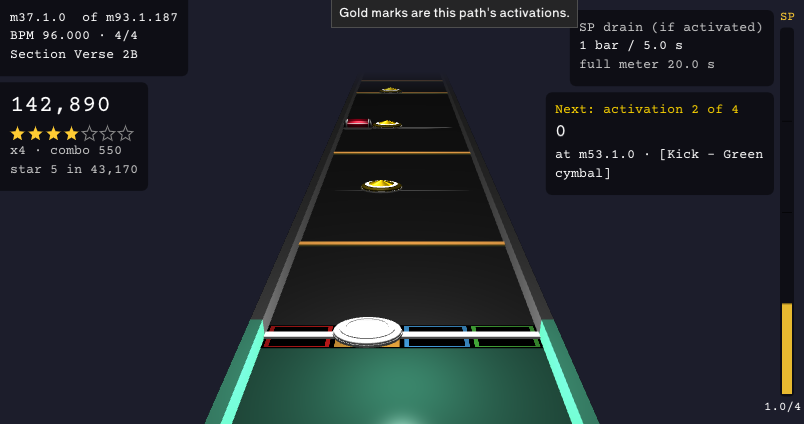 Gold marks are this path's activations.
m37.1.0  of m93.1.187
BPM 96.000 · 4/4
Section Verse 2B
142,890
x4 · combo 550
star 5 in 43,170
SP drain (if activated)
1 bar / 5.0 s
full meter 20.0 s
Next: activation 2 of 4
0
at m53.1.0 · [Kick - Green
cymbal]
SP
1.0/4